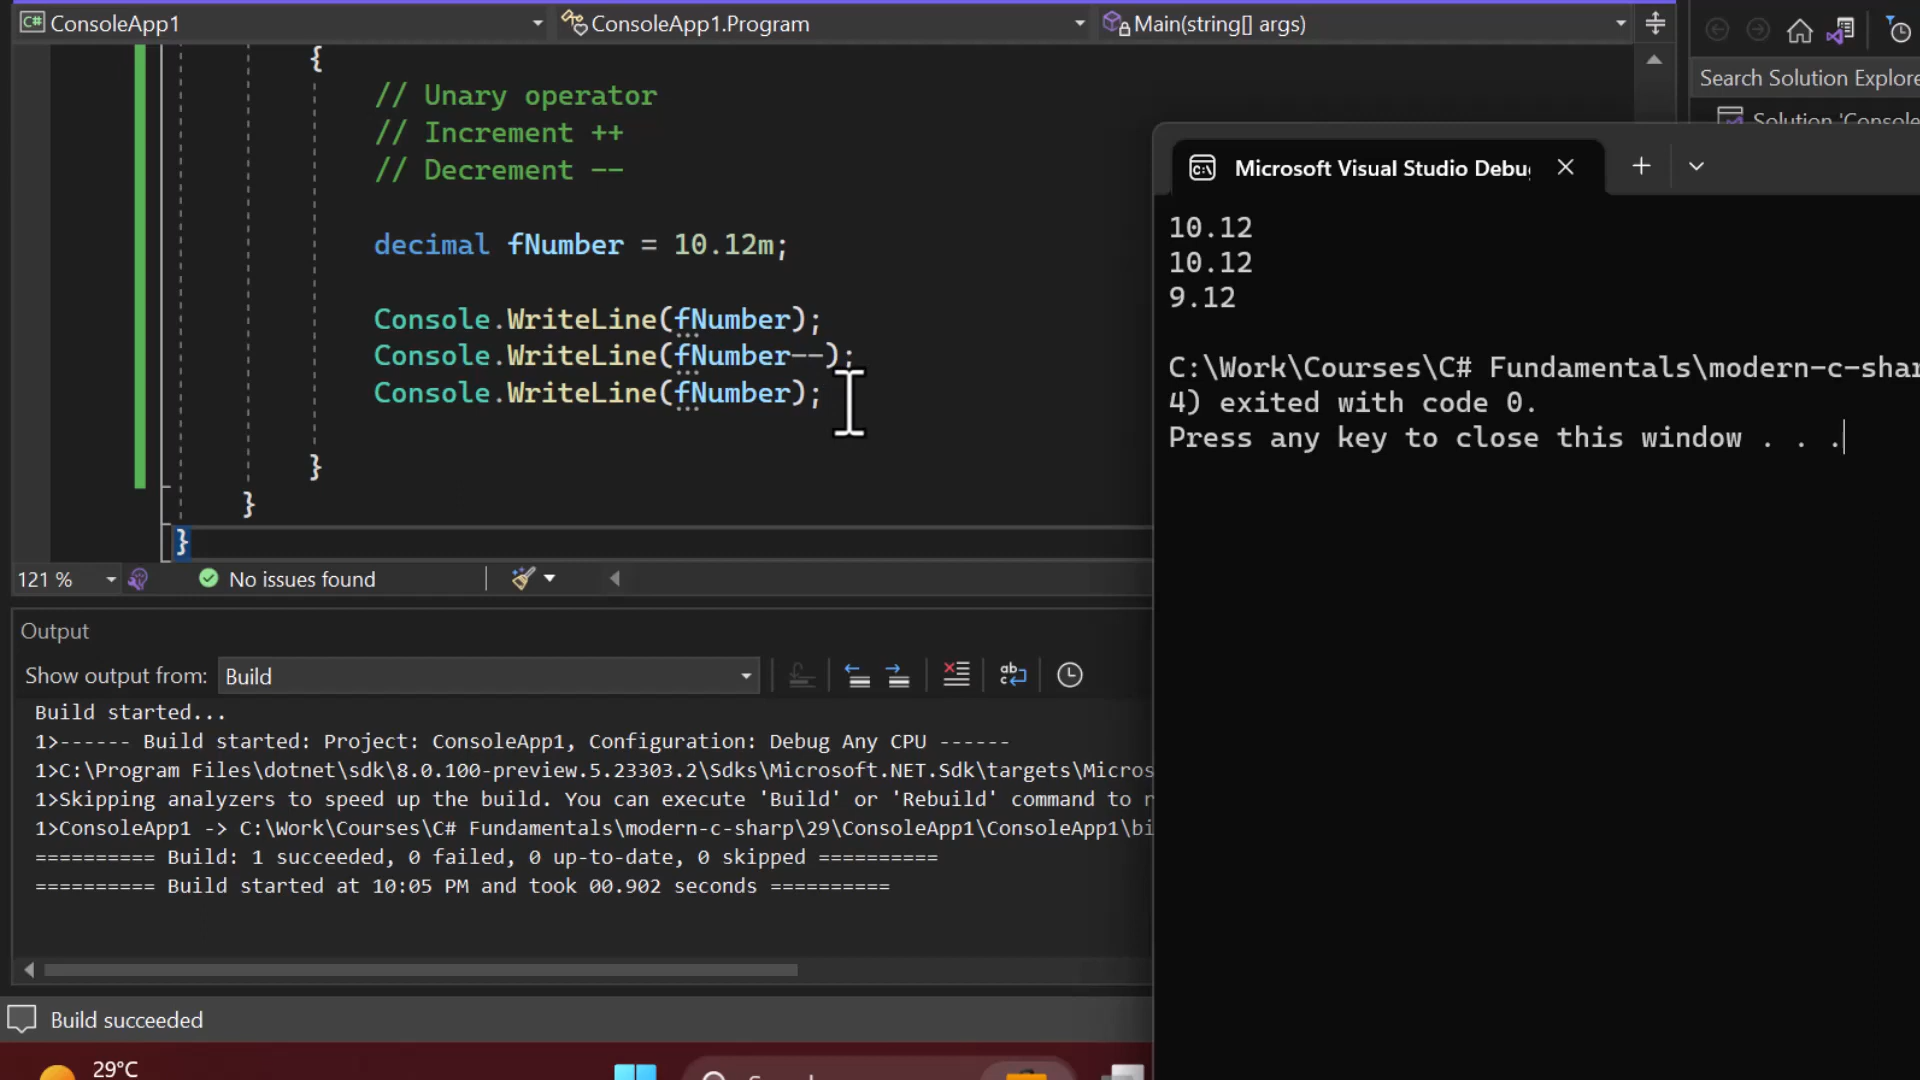 ConsoleApp1
ConsoleApp1.Program
Main(string[] args)
{
// Unary operator
// Increment ++
// Decrement --
decimal fNumber = 10.12m;
Console.WriteLine(fNumber);
Console.WriteLine(fNumber--);
Console.WriteLine(fNumber);
}
}
}
121 %
No issues found
Output
Show output from: Build
Build started...
1>------ Build started: Project: ConsoleApp1, Configuration: Debug Any CPU ------
1>C:\Program Files\dotnet\sdk\8.0.100-preview.5.23303.2\Sdks\Microsoft.NET.Sdk\targets\Micros
1>Skipping analyzers to speed up the build. You can execute 'Build' or 'Rebuild' command to r
1>ConsoleApp1 -> C:\Work\Courses\C# Fundamentals\modern-c-sharp\29\ConsoleApp1\ConsoleApp1\bi
========== Build: 1 succeeded, 0 failed, 0 up-to-date, 0 skipped ==========
========== Build started at 10:05 PM and took 00.902 seconds ==========
Build succeeded
29°C
Search Solution Explore
Solution 'Console
Microsoft Visual Studio Debu
10.12
10.12
9.12
C:\Work\Courses\C# Fundamentals\modern-c-shar
4) exited with code 0.
Press any key to close this window . . .